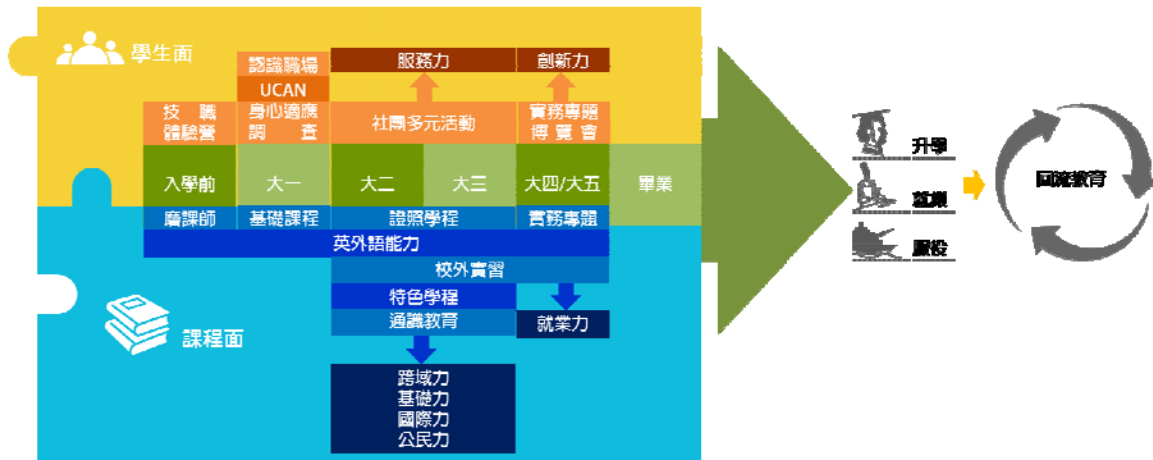 學生面
認識職場
服務力
創新力
UCAN
技 職
體驗營
身心適應
調 查
社團多元活動
實務專題
博覽會
入學前
大一
大二
大三
大四/大五
畢業
磨課師
基礎課程
證照學程
實務專題
英外語能力
校外實習
特色學程
通識教育
就業力
課程面
跨域力
基礎力
國際力
公民力
升學
就業
服役
回流教育